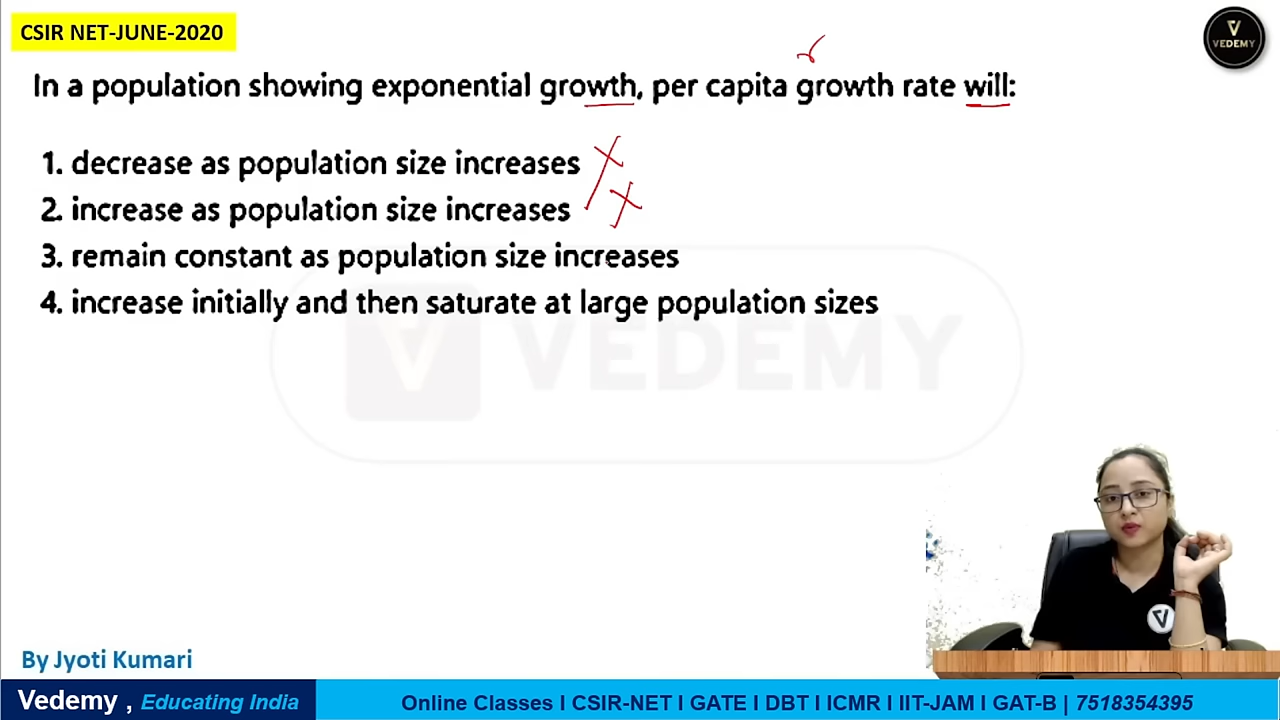 CSIR NET-JUNE-2020
VEDEMY
r
In a population showing exponential growth, per capita growth rate will:
1. decrease as population size increases
2. increase as population size increases
3. remain constant as population size increases
4. increase initially and then saturate at large population sizes
VEDEMY
By Jyoti Kumari
Vedemy , Educating India
Online Classes I CSIR-NET I GATE I DBT I ICMR I IIT-JAM I GAT-B | 7518354395